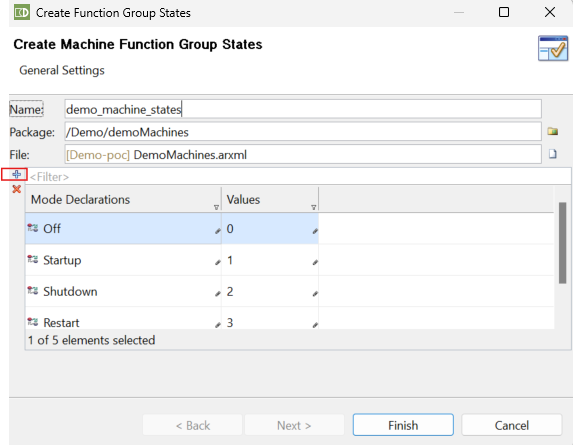 Create Function Group States
Create Machine Function Group States
General Settings
Name: demo_machine_states
Package: /Demo/demoMachines
File: [Demo-poc] DemoMachines.arxml
<Filter>
Mode Declarations Values
Off 0
Startup 1
Shutdown 2
Restart 3
1 of 5 elements selected
< Back Next > Finish Cancel